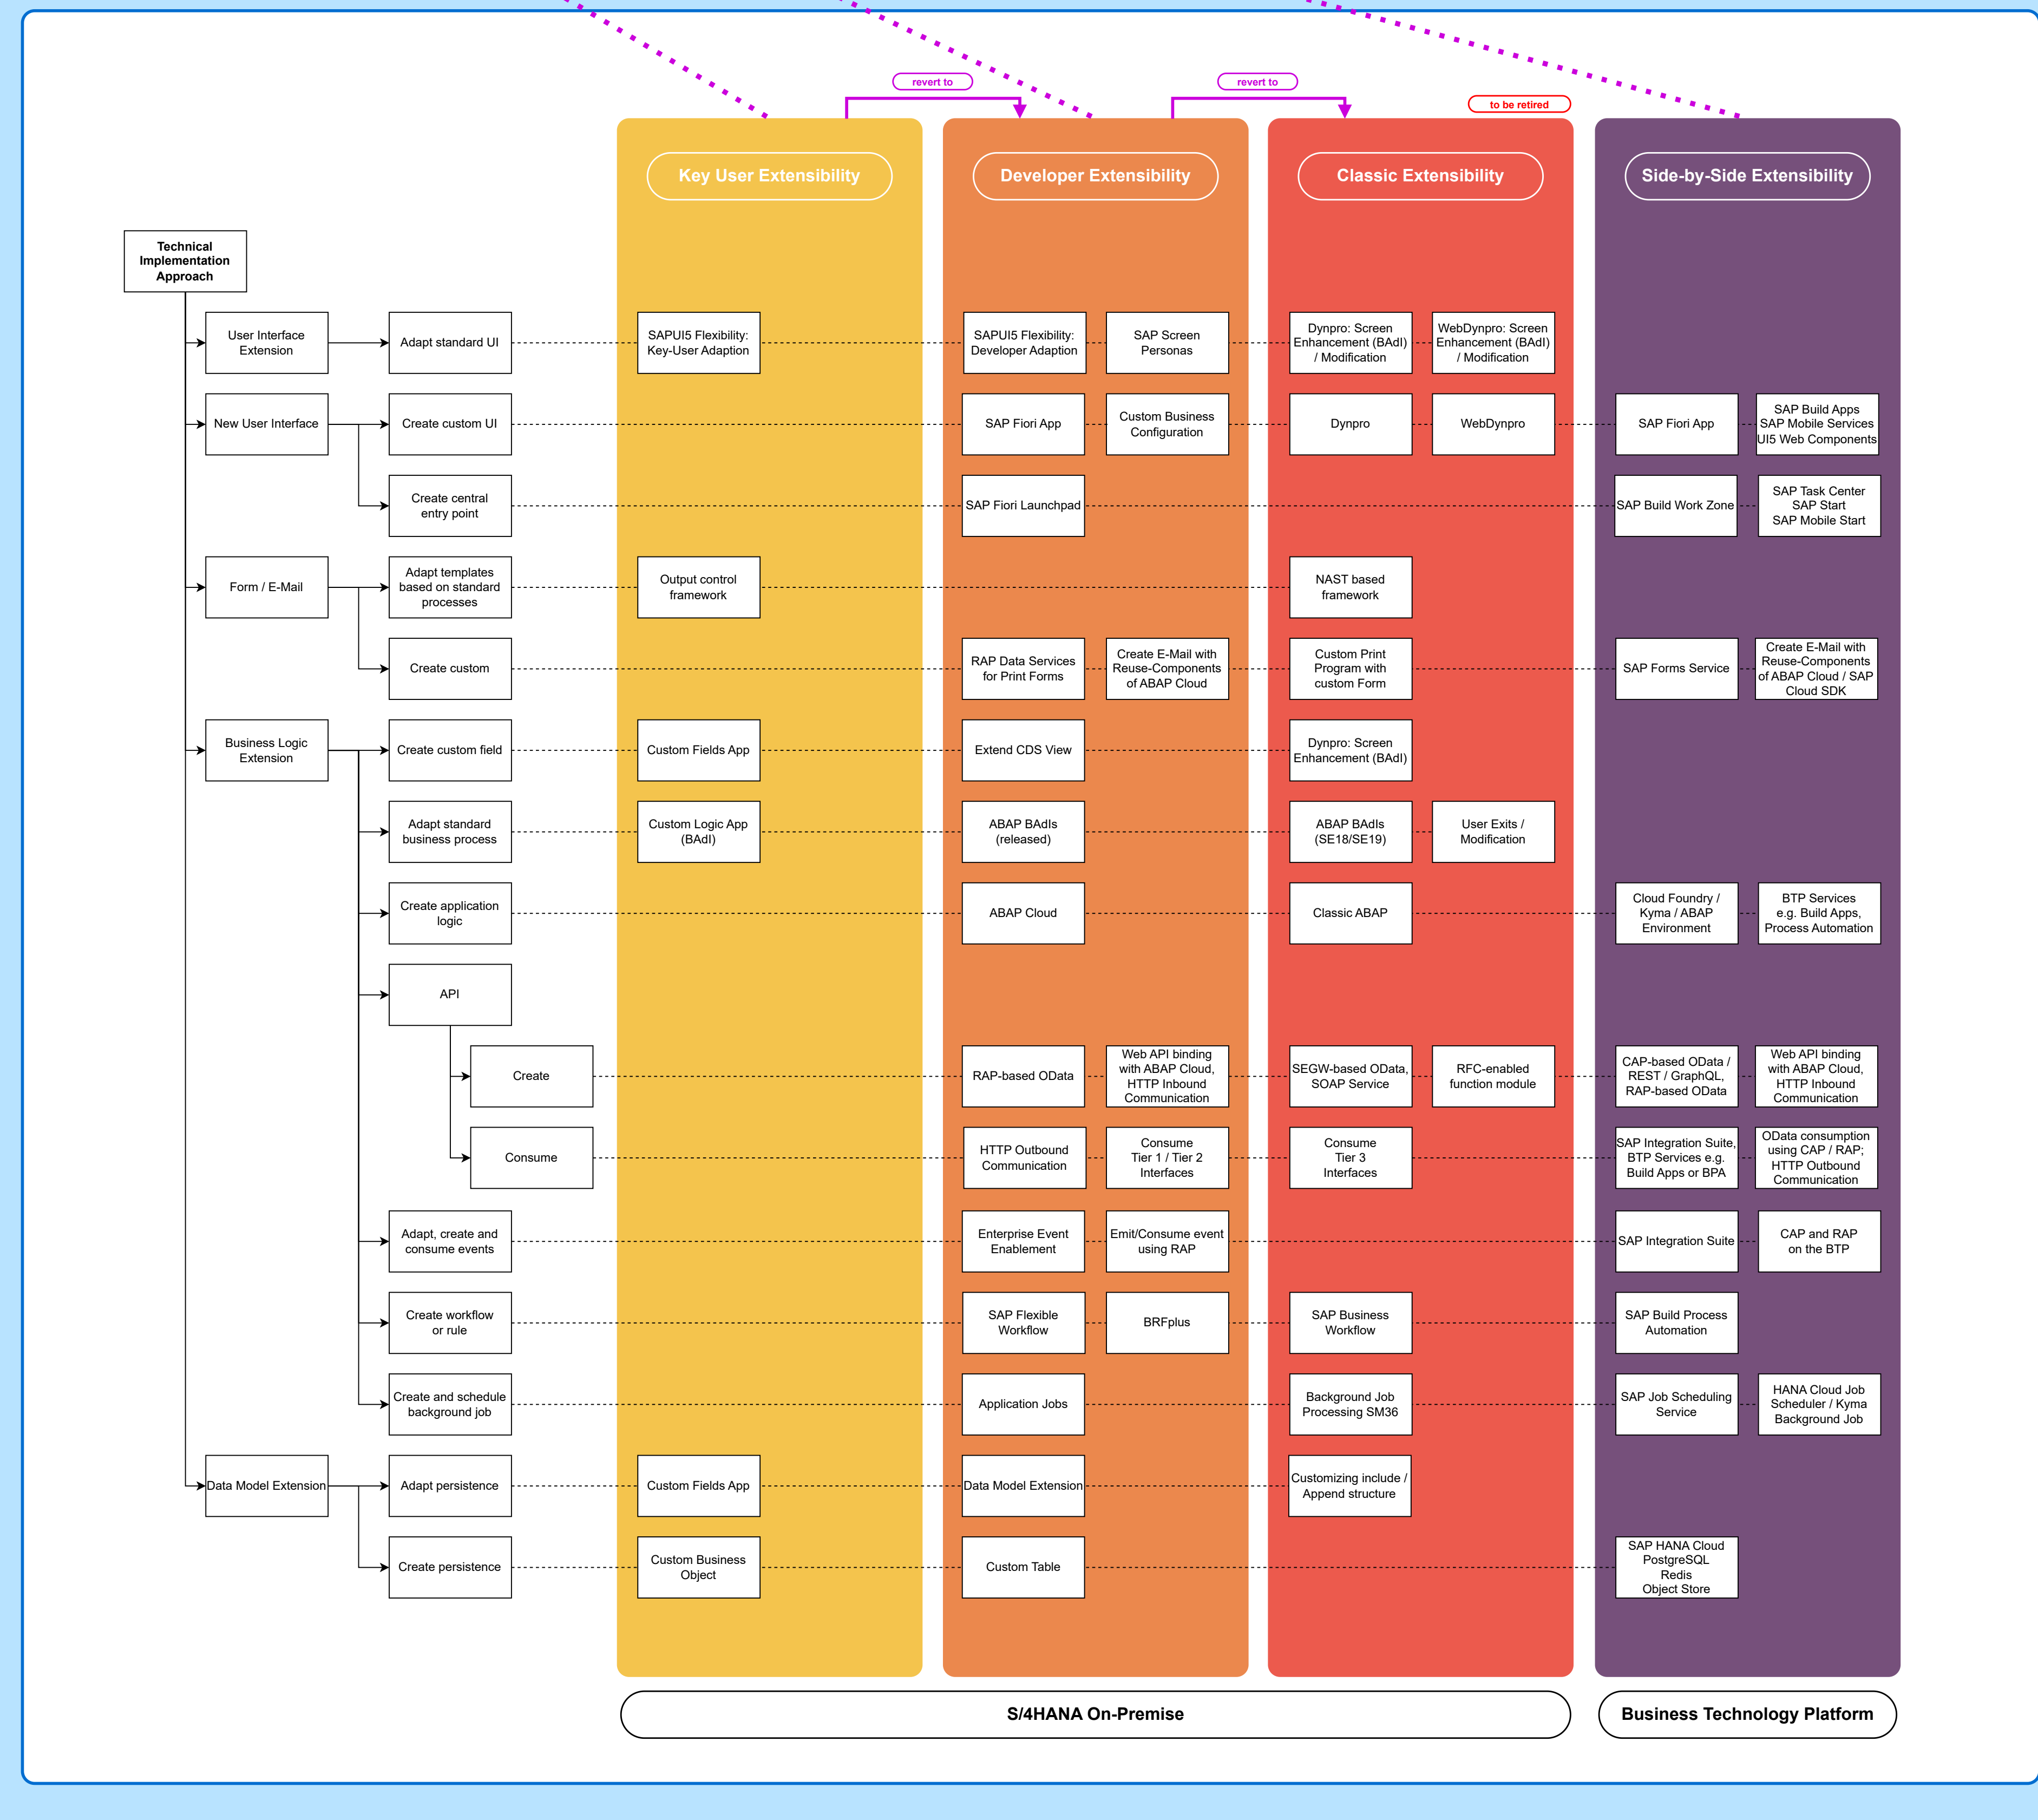 revert to
revert to
to be retired
Key User Extensibility
Developer Extensibility
Classic Extensibility
Side-by-Side Extensibility
Technical
Implementation
Approach
User Interface
Extension
Adapt standard UI
SAPUI5 Flexibility:
Key-User Adaption
SAPUI5 Flexibility:
Developer Adaption
SAP Screen
Personas
Dynpro: Screen
Enhancement (BAdI)
/ Modification
WebDynpro: Screen
Enhancement (BAdI)
/ Modification
New User Interface
Create custom UI
SAP Fiori App
Custom Business
Configuration
Dynpro
WebDynpro
SAP Fiori App
SAP Build Apps
SAP Mobile Services
UI5 Web Components
Create central
entry point
SAP Fiori Launchpad
SAP Build Work Zone
SAP Task Center
SAP Start
SAP Mobile Start
Form / E-Mail
Adapt templates
based on standard
processes
Output control
framework
NAST based
framework
Create custom
RAP Data Services
for Print Forms
Create E-Mail with
Reuse-Components
of ABAP Cloud
Custom Print
Program with
custom Form
SAP Forms Service
Create E-Mail with
Reuse-Components
of ABAP Cloud / SAP
Cloud SDK
Business Logic
Extension
Create custom field
Custom Fields App
Extend CDS View
Dynpro: Screen
Enhancement (BAdI)
Adapt standard
business process
Custom Logic App
(BAdI)
ABAP BAdIs
(released)
ABAP BAdIs
(SE18/SE19)
User Exits /
Modification
Create application
logic
ABAP Cloud
Classic ABAP
Cloud Foundry /
Kyma / ABAP
Environment
BTP Services
e.g. Build Apps,
Process Automation
API
Create
RAP-based OData
Web API binding
with ABAP Cloud,
HTTP Inbound
Communication
SEGW-based OData,
SOAP Service
RFC-enabled
function module
CAP-based OData /
REST / GraphQL,
RAP-based OData
Web API binding
with ABAP Cloud,
HTTP Inbound
Communication
Consume
HTTP Outbound
Communication
Consume
Tier 1 / Tier 2
Interfaces
Consume
Tier 3
Interfaces
SAP Integration Suite,
BTP Services e.g.
Build Apps or BPA
OData consumption
using CAP / RAP;
HTTP Outbound
Communication
Adapt, create and
consume events
Enterprise Event
Enablement
Emit/Consume event
using RAP
SAP Integration Suite
CAP and RAP
on the BTP
Create workflow
or rule
SAP Flexible
Workflow
BRFplus
SAP Business
Workflow
SAP Build Process
Automation
Create and schedule
background job
Application Jobs
Background Job
Processing SM36
SAP Job Scheduling
Service
HANA Cloud Job
Scheduler / Kyma
Background Job
Data Model Extension
Adapt persistence
Custom Fields App
Data Model Extension
Customizing include /
Append structure
Create persistence
Custom Business
Object
Custom Table
SAP HANA Cloud
PostgreSQL
Redis
Object Store
S/4HANA On-Premise
Business Technology Platform